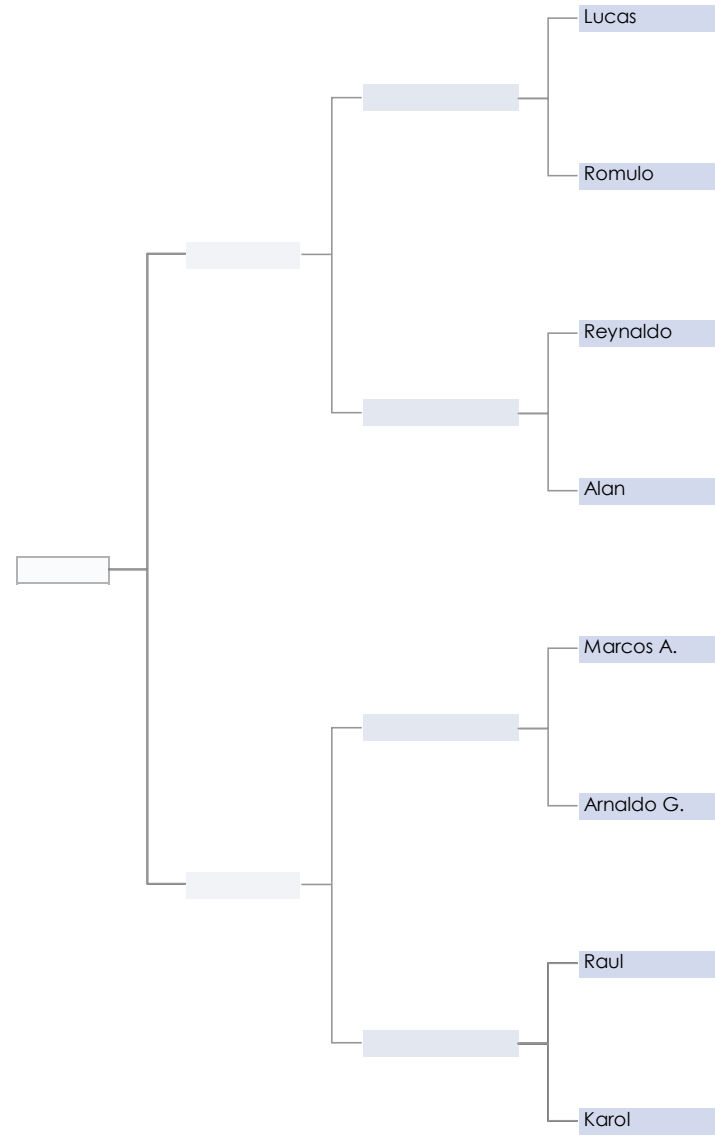 Lucas
Romulo
Reynaldo
Alan
Marcos A.
Arnaldo G.
Raul
Karol